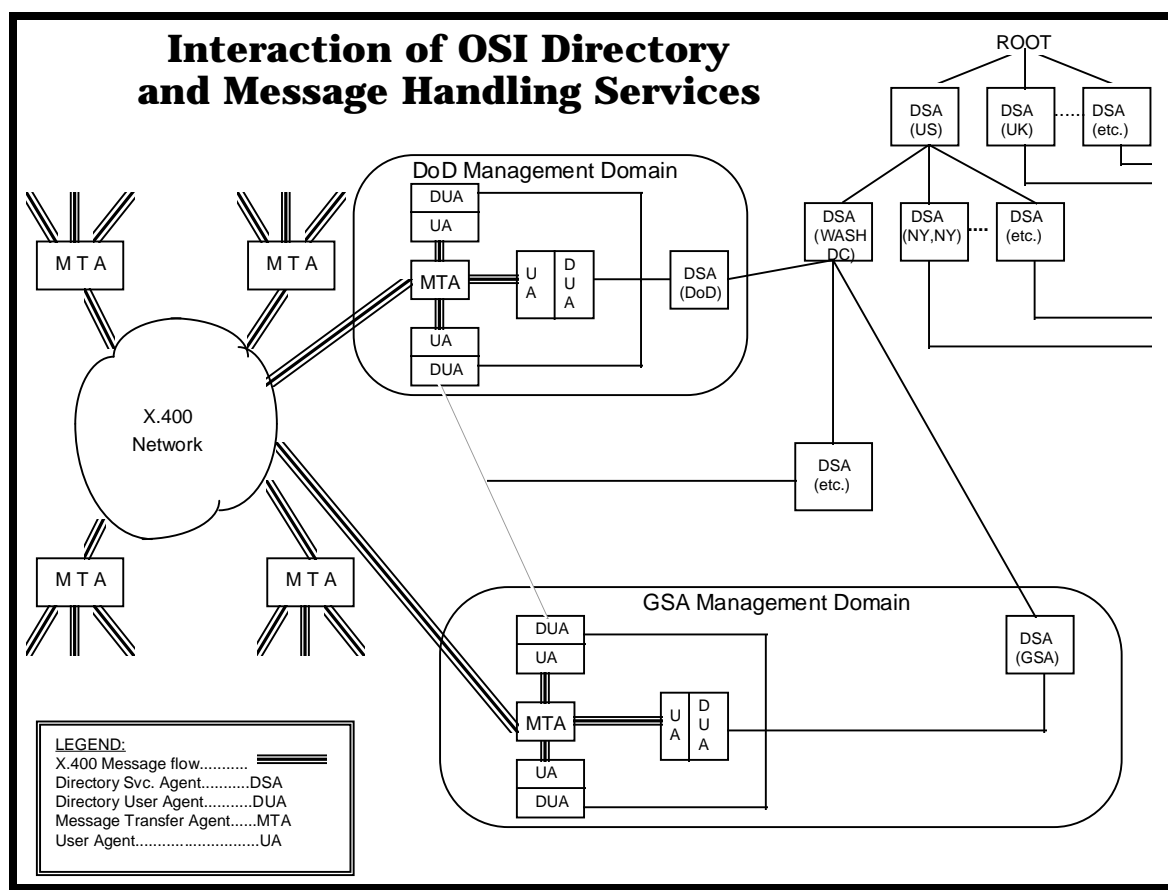 Interaction of OSI Directory
and Message Handling Services
ROOT
DSA
(US)
DSA
(UK)
......
DSA
(etc.)
DSA
(WASH
DC)
DSA
(NY,NY)
....
DSA
(etc.)
DoD Management Domain
DUA
UA
MTA
U
A
D
U
A
UA
DUA
DSA
(DoD)
M T A
M T A
X.400
Network
M T A
M T A
DSA
(etc.)
GSA Management Domain
DUA
UA
MTA
U
A
D
U
A
UA
DUA
DSA
(GSA)
LEGEND:
X.400 Message flow...........
Directory Svc. Agent..........DSA
Directory User Agent..........DUA
Message Transfer Agent......MTA
User Agent...........................UA